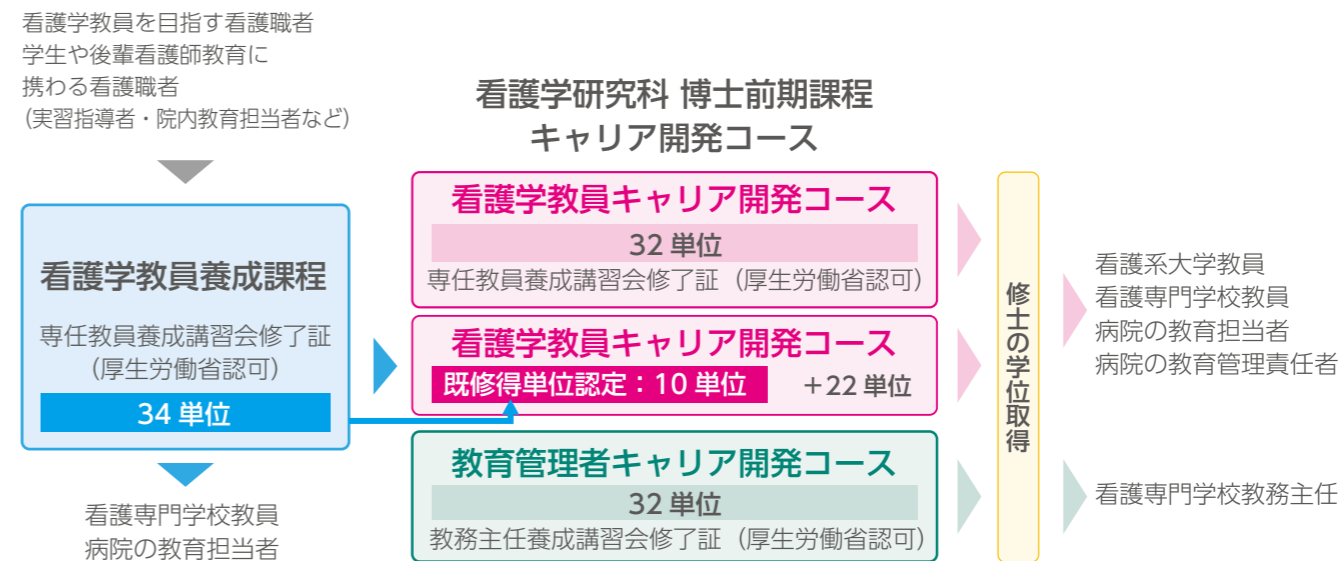 看護学教員を目指す看護職者
学生や後輩看護師教育に
携わる看護職者
(実習指導者・院内教育担当者など)
看護学教員養成課程
専任教員養成講習会修了証
(厚生労働省認可)
34 単位
看護専門学校教員
病院の教育担当者
看護学研究科 博士前期課程
キャリア開発コース
看護学教員キャリア開発コース
32 単位
専任教員養成講習会修了証(厚生労働省認可)
看護学教員キャリア開発コース
既修得単位認定：10 単位 ＋22 単位
教育管理者キャリア開発コース
32 単位
教務主任養成講習会修了証(厚生労働省認可)
修士の学位取得
看護系大学教員
看護専門学校教員
病院の教育担当者
病院の教育管理責任者
看護専門学校教務主任